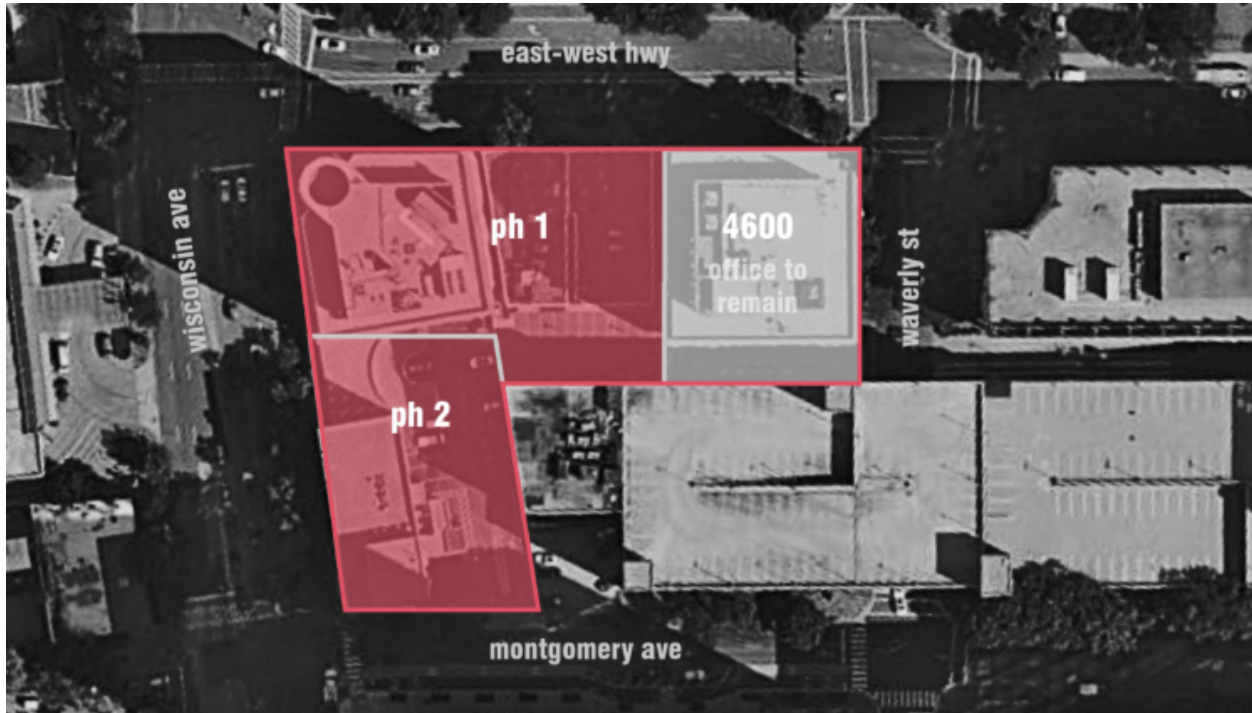 east-west hwy
wisconsin ave
ph 1
4600
office to
remain
waverly st
ph 2
montgomery ave